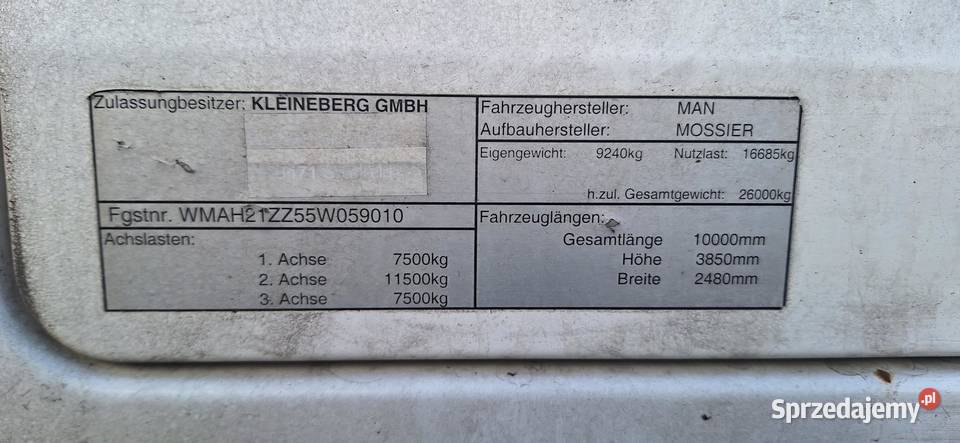 Zulassungbesitzer: KLEINEBERG GMBH
Fgstnr. WMAH21ZZ55W059010
Achslasten:
1. Achse 7500kg
2. Achse 11500kg
3. Achse 7500kg
Fahrzeughersteller: MAN
Aufbauhersteller: MOSSIER
Eigengewicht: 9240kg Nutzlast: 16685kg
h.zul. Gesamtgewicht: 26000kg
Fahrzeuglängen:
Gesamtlänge 10000mm
Höhe 3850mm
Breite 2480mm
Sprzedajemy.pl